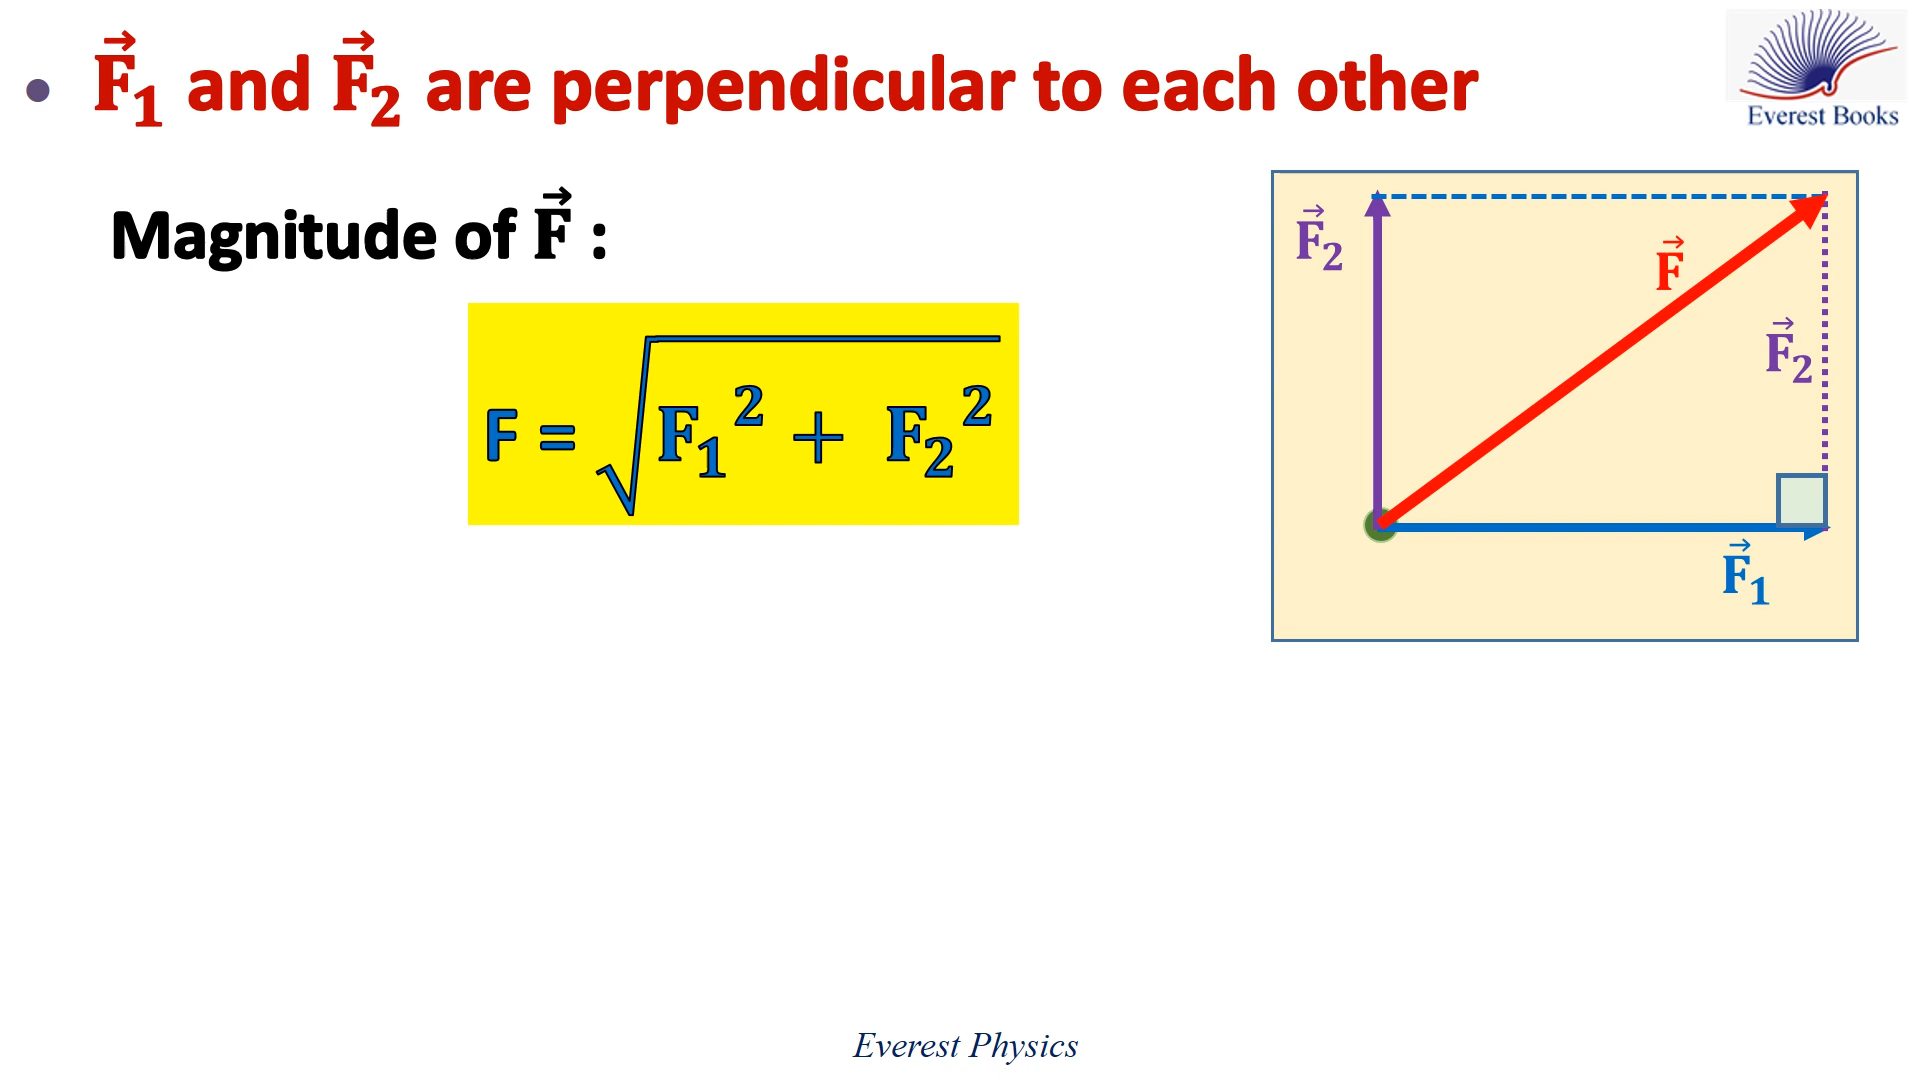 • F⃗₁ and F⃗₂ are perpendicular to each other
Everest Books
Magnitude of F⃗ :
F = √F₁² + F₂²
F⃗₂
F⃗
F⃗₂
F⃗₁
Everest Physics